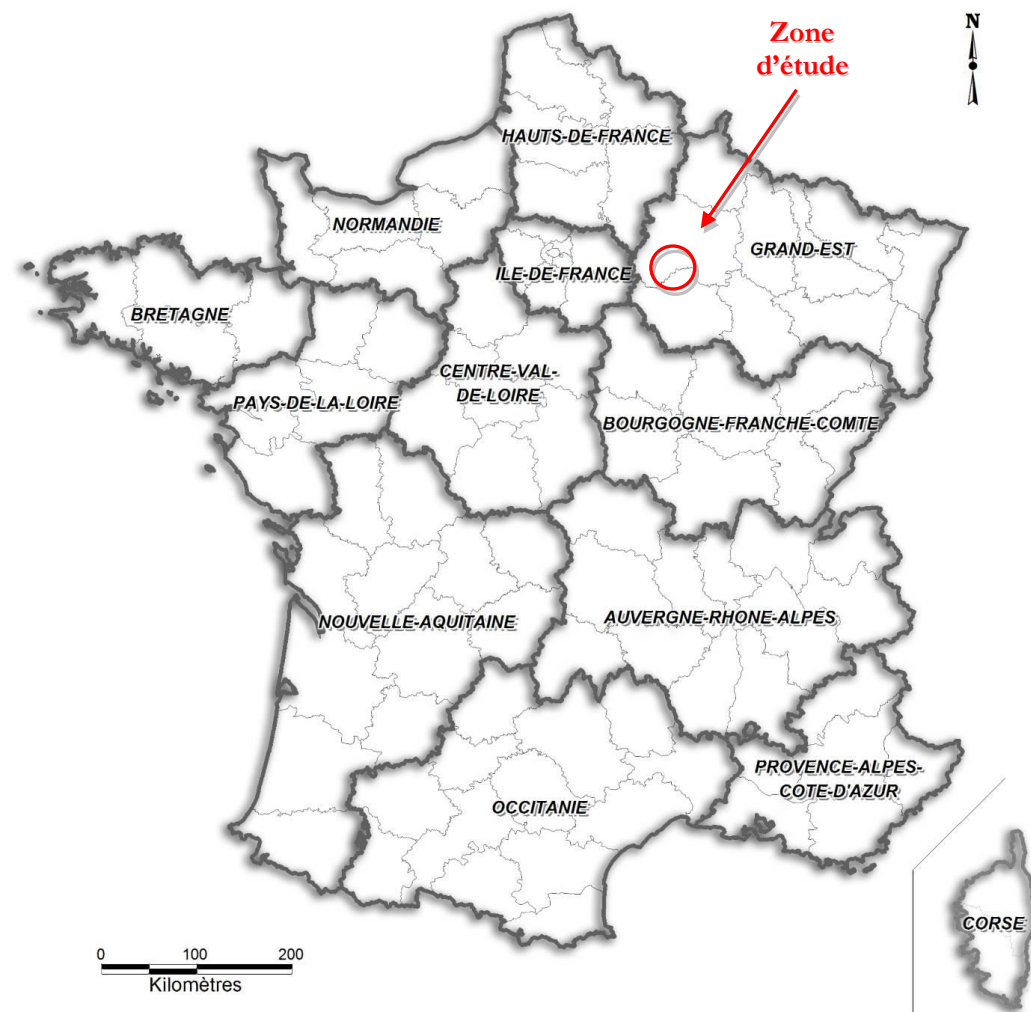 Zone
d'étude
N
HAUTS-DE-FRANCE
NORMANDIE
GRAND-EST
ILE-DE-FRANCE
BRETAGNE
CENTRE-VAL-
DE-LOIRE
PAYS-DE-LA-LOIRE
BOURGOGNE-FRANCHE-COMTE
NOUVELLE-AQUITAINE
AUVERGNE-RHONE-ALPES
PROVENCE-ALPES-
COTE-D'AZUR
OCCITANIE
CORSE
0 100 200
Kilomètres